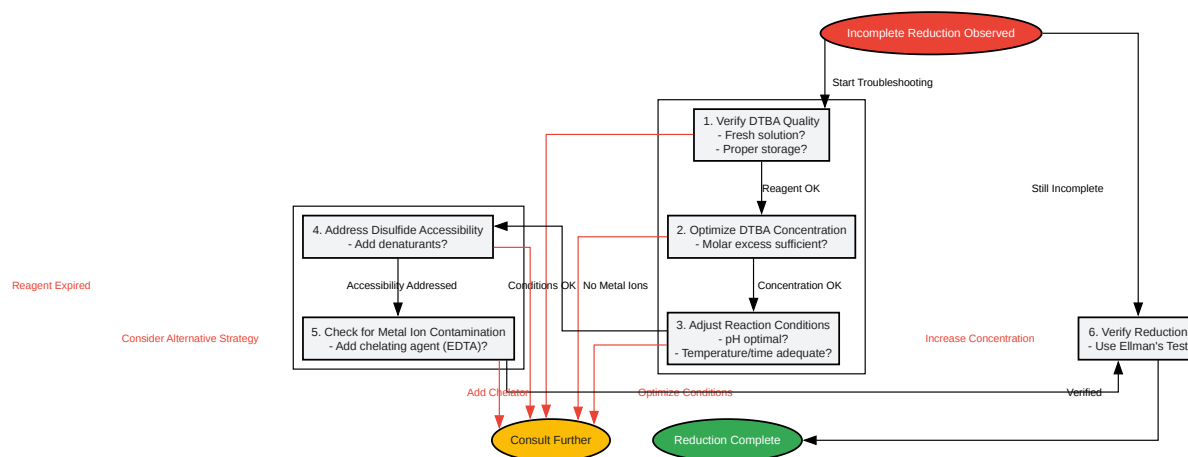 Incomplete Reduction Observed
Start Troubleshooting
1. Verify DTBA Quality
- Fresh solution?
- Proper storage?
Reagent OK
Still Incomplete
4. Address Disulfide Accessibility
- Add denaturants?
2. Optimize DTBA Concentration
- Molar excess sufficient?
Reagent Expired
Accessibility Addressed
Conditions OK
No Metal Ions
Concentration OK
Consider Alternative Strategy
5. Check for Metal Ion Contamination
- Add chelating agent (EDTA)?
3. Adjust Reaction Conditions
- pH optimal?
- Temperature/time adequate?
Increase Concentration
6. Verify Reduction
- Use Ellman's Test
Add Chelator
Optimize Conditions
Verified
Consult Further
Reduction Complete